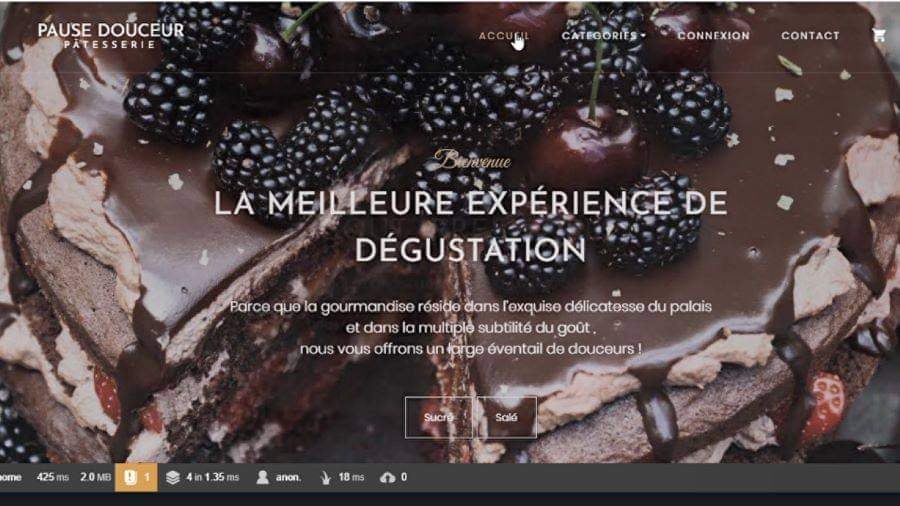 PAUSE DOUCEUR
PÂTESSERIE
ACCUEIL
CATEGORIES
CONNEXION
CONTACT
Bienvenue
LA MEILLEURE EXPÉRIENCE DE
DÉGUSTATION
Parce que la gourmandise réside dans l'exquise délicatesse du palais
et dans la multiple subtilité du goût .
nous vous offrons un large éventail de douceurs !
Sucré
Salé
home 425 ms 2.0 MB 1 4 in 1.35 ms anon. 18 ms 0